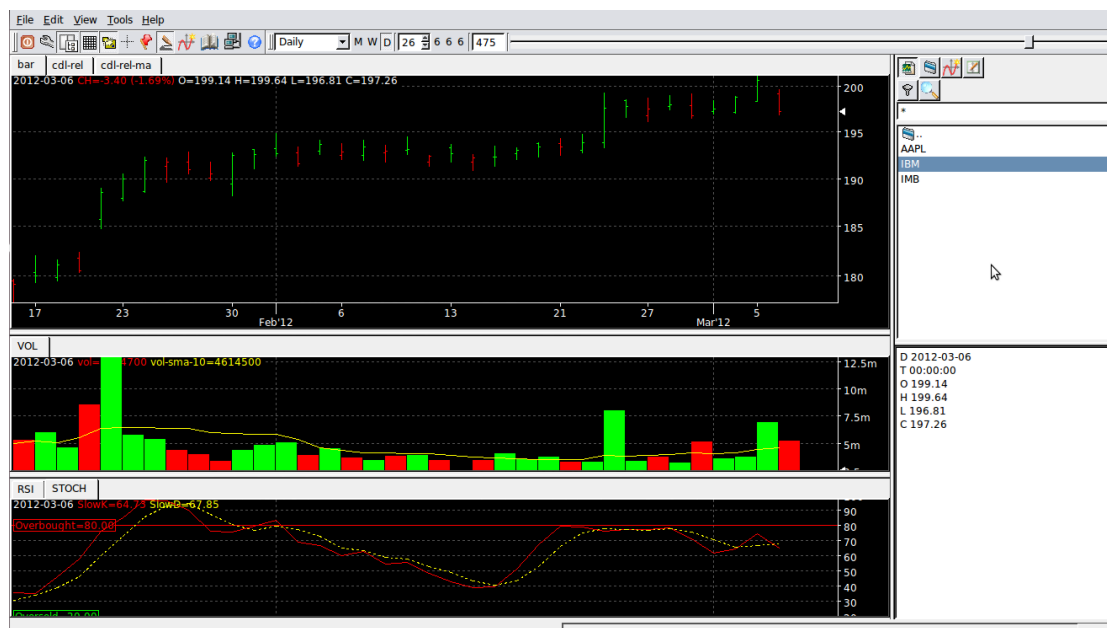 File Edit View Tools Help
Daily M W D 26 6 6 6 475
bar cdl-rel cdl-rel-ma
2012-03-06 CH=-3.40 (-1.69%) O=199.14 H=199.64 L=196.81 C=197.26
200
195
190
185
180
17 23 30 6 13 21 27 5
Feb'12 Mar'12
VOL
2012-03-06 vol-sma-10=4614500
12.5m
10m
7.5m
5m
RSI STOCH
2012-03-06 SlowK=64.73 SlowD=67.85
Overbought=80.00
90
80
70
60
50
40
30
*
..
AAPL
IBM
IMB
D 2012-03-06
T 00:00:00
O 199.14
H 199.64
L 196.81
C 197.26